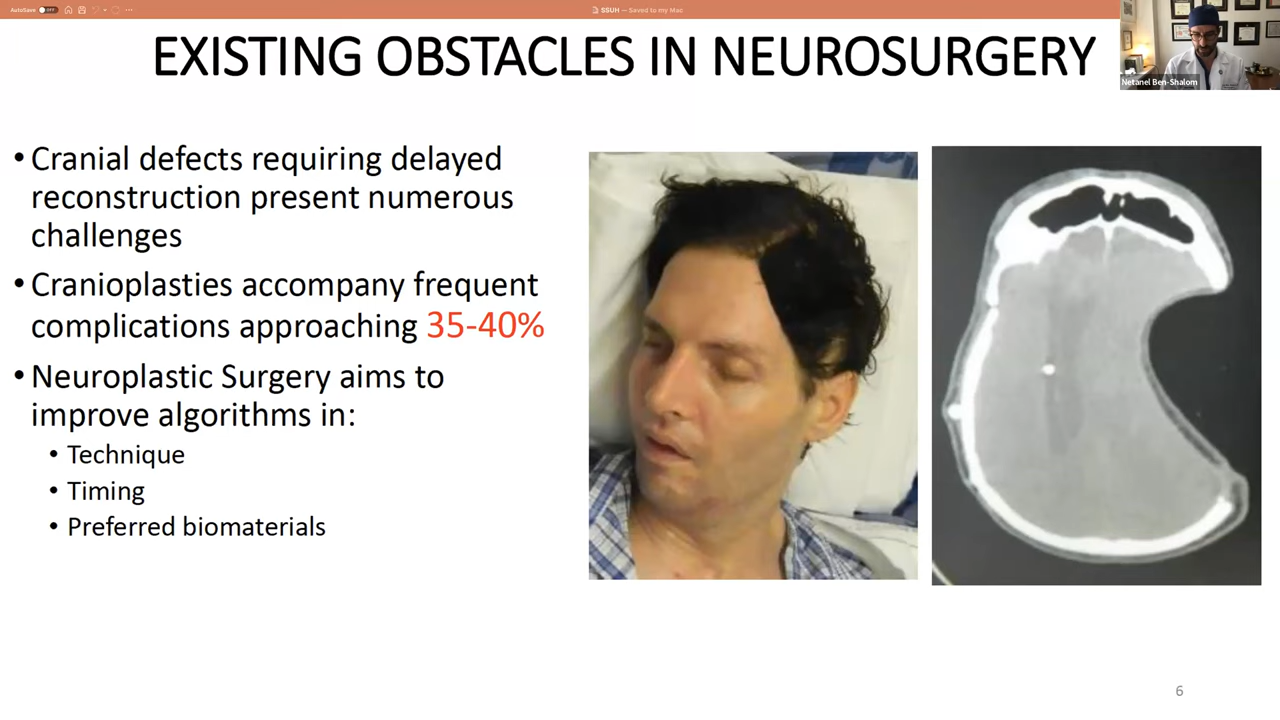 AutoSave OFF
SSUH — Saved to my Mac
EXISTING OBSTACLES IN NEUROSURGERY
Netanel Ben-Shalom
• Cranial defects requiring delayed
reconstruction present numerous
challenges
• Cranioplasties accompany frequent
complications approaching 35-40%
• Neuroplastic Surgery aims to
improve algorithms in:
• Technique
• Timing
• Preferred biomaterials
6